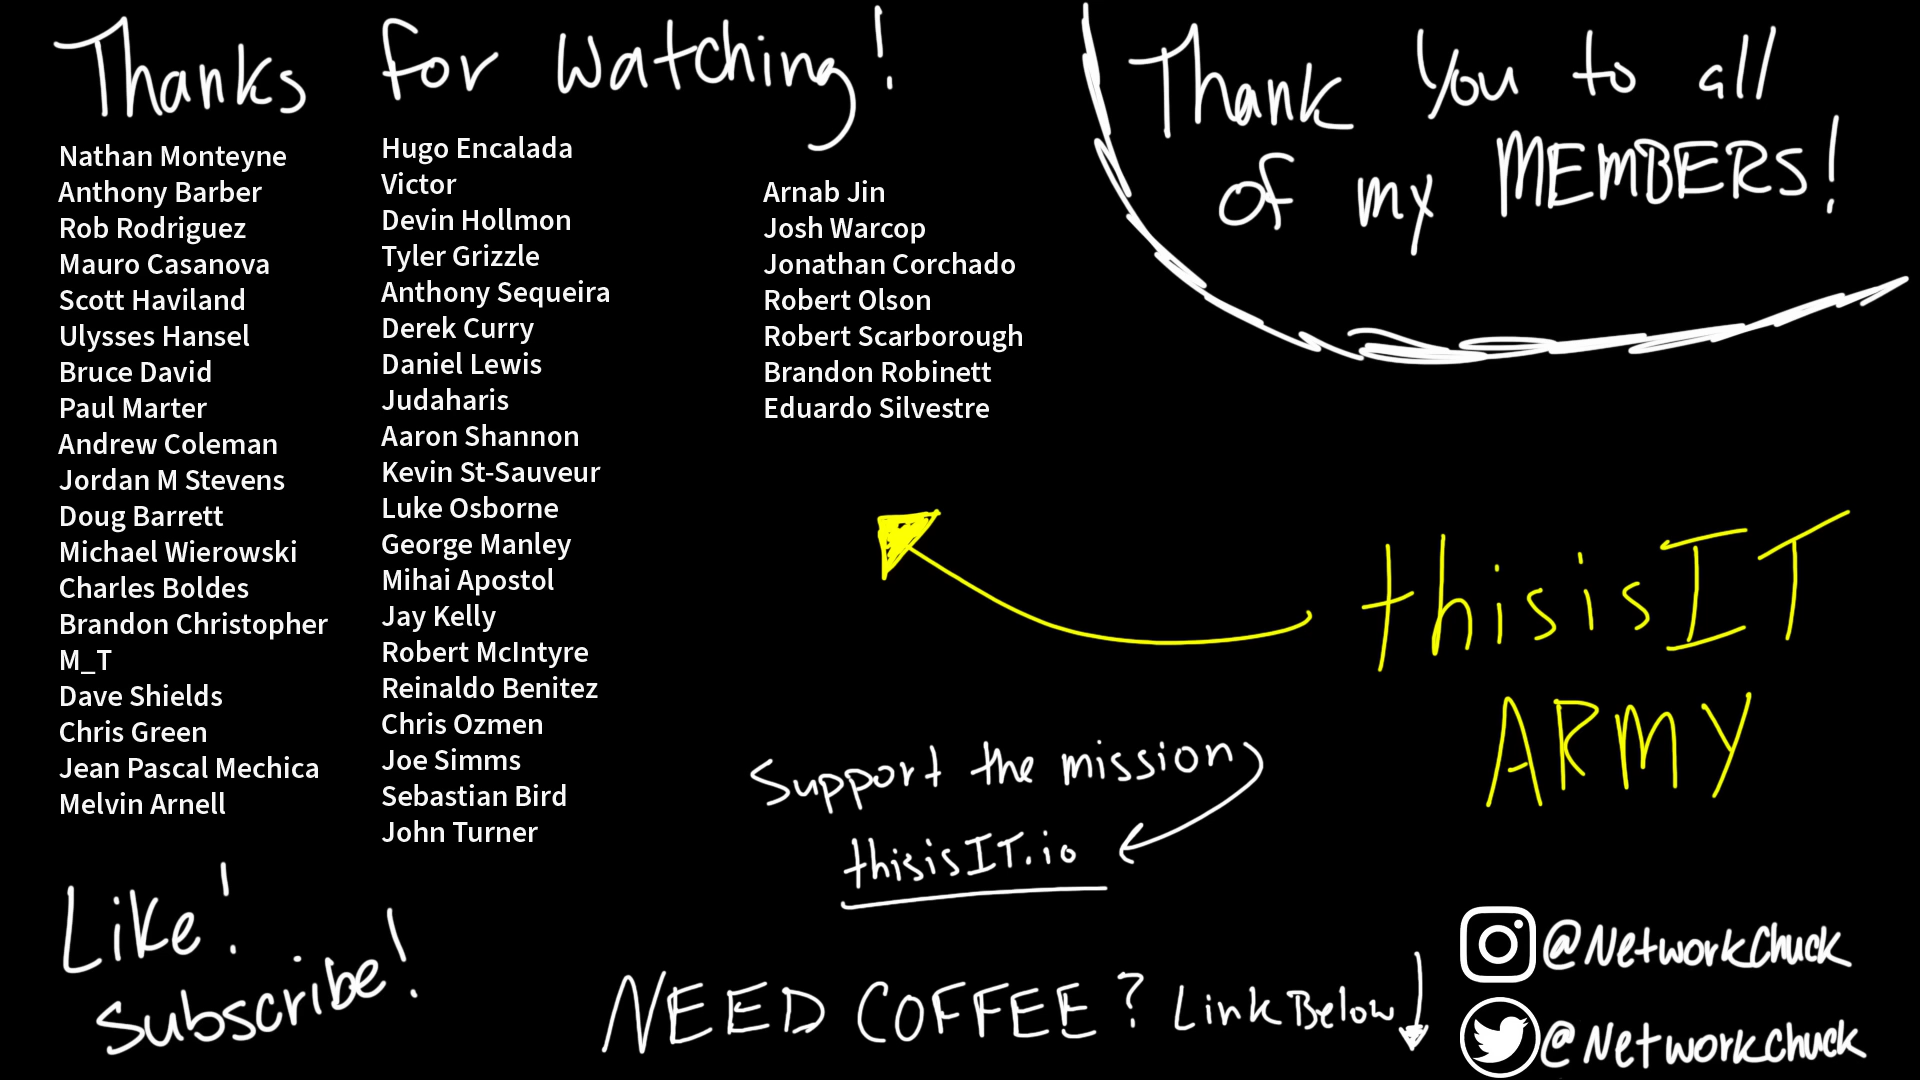 Thanks for watching!
Nathan Monteyne
Anthony Barber
Rob Rodriguez
Mauro Casanova
Scott Haviland
Ulysses Hansel
Bruce David
Paul Marter
Andrew Coleman
Jordan M Stevens
Doug Barrett
Michael Wierowski
Charles Boldes
Brandon Christopher
M_T
Dave Shields
Chris Green
Jean Pascal Mechica
Melvin Arnell
Hugo Encalada
Victor
Devin Hollmon
Tyler Grizzle
Anthony Sequeira
Derek Curry
Daniel Lewis
Judaharis
Aaron Shannon
Kevin St-Sauveur
Luke Osborne
George Manley
Mihai Apostol
Jay Kelly
Robert McIntyre
Reinaldo Benitez
Chris Ozmen
Joe Simms
Sebastian Bird
John Turner
Arnab Jin
Josh Warcop
Jonathan Corchado
Robert Olson
Robert Scarborough
Brandon Robinett
Eduardo Silvestre
Thank You to all
of my MEMBERS!
thisisIT
ARMY
Support the mission
thisisIT.io
Like!
Subscribe!
NEED COFFEE? Link Below
@NetworkChuck
@Networkchuck